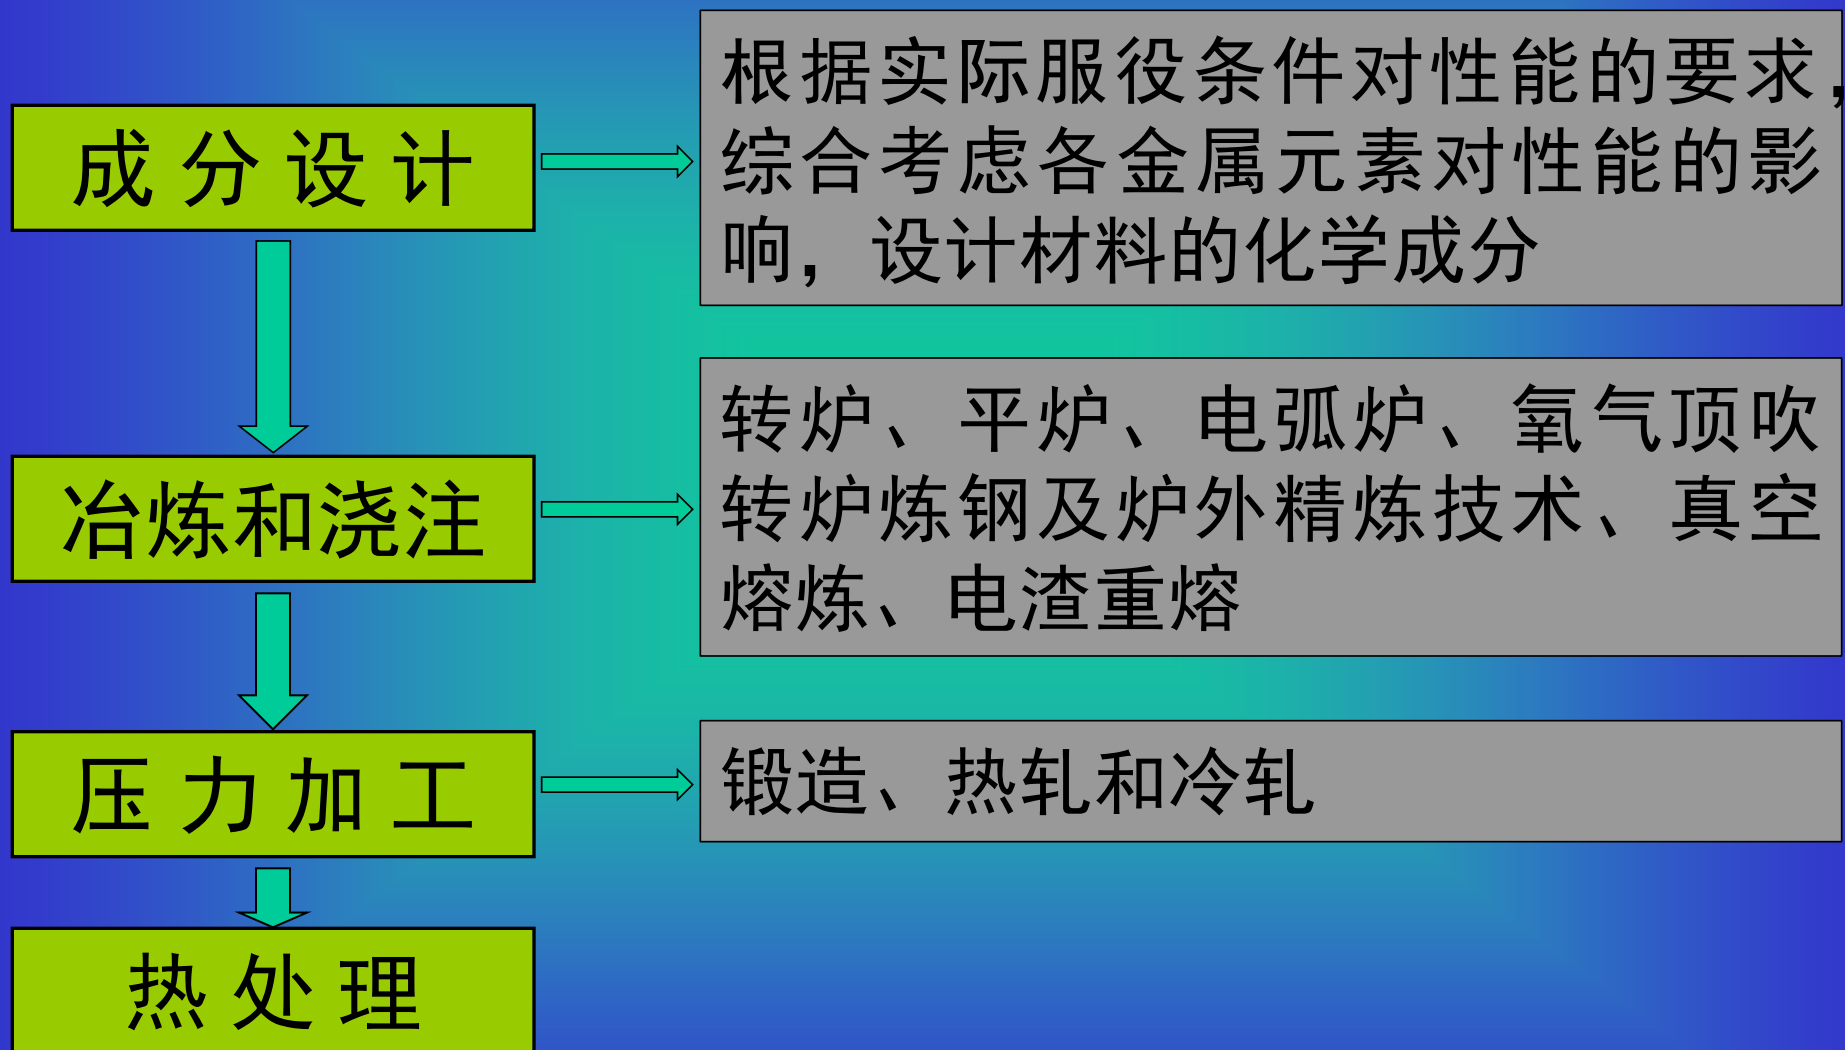 成分设计
根据实际服役条件对性能的要求，
综合考虑各金属元素对性能的影
响，设计材料的化学成分
冶炼和浇注
转炉、平炉、电弧炉、氧气顶吹
转炉炼钢及炉外精炼技术、真空
熔炼、电渣重熔
压力加工
锻造、热轧和冷轧
热处理